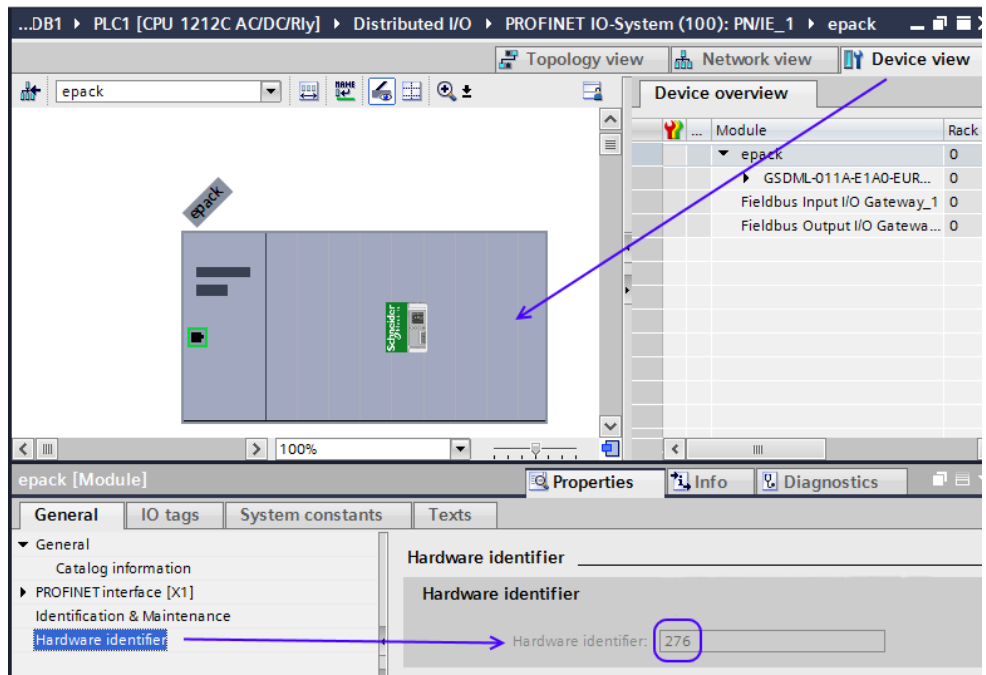 ...DB1 ▸ PLC1 [CPU 1212C AC/DC/Rly] ▸ Distributed I/O ▸ PROFINET IO-System (100): PN/IE_1 ▸ epack
Topology view
Network view
Device view
epack
Device overview
... Module Rack
epack 0
GSDML-011A-E1A0-EUR... 0
Fieldbus Input I/O Gateway_1 0
Fieldbus Output I/O Gatewa... 0
epack
Schneider
100%
epack [Module]
Properties
Info
Diagnostics
General
IO tags
System constants
Texts
General
Catalog information
PROFINET interface [X1]
Identification & Maintenance
Hardware identifier
Hardware identifier
Hardware identifier
Hardware identifier: 276